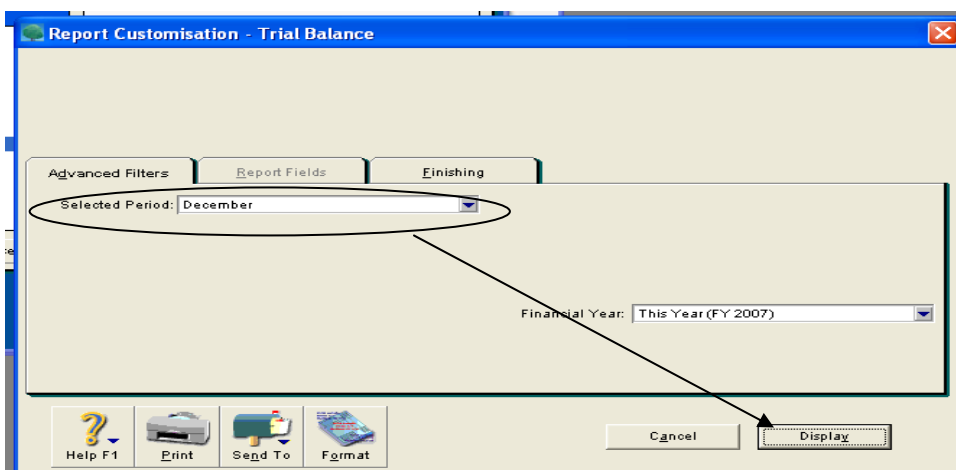 Report Customisation - Trial Balance
Advanced Filters Report Fields Finishing
Selected Period: December
Financial Year: This Year (FY 2007)
Help F1 Print Send To Format Cancel Display